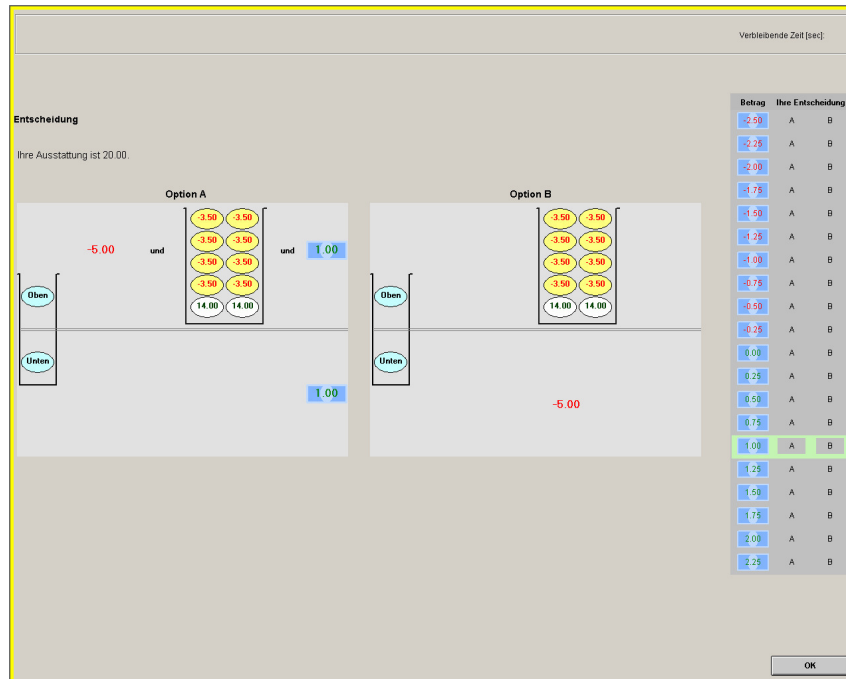 Verbleibende Zeit [sec]:
Betrag Ihre Entscheidung
Entscheidung
-2.50 A B
-2.25 A B
Ihre Ausstattung ist 20.00.
-2.00 A B
-1.75 A B
Option A Option B
-1.50 A B
-3.50 -3.50 -3.50 -3.50
-1.25 A B
-3.50 -3.50 -3.50 -3.50
-5.00 und und 1.00
-1.00 A B
-3.50 -3.50 -3.50 -3.50
-0.75 A B
-3.50 -3.50 -3.50 -3.50
Oben Oben
-0.50 A B
14.00 14.00 14.00 14.00
-0.25 A B
0.00 A B
Unten Unten
0.25 A B
1.00
0.50 A B
-5.00
0.75 A B
1.00 A B
1.25 A B
1.50 A B
1.75 A B
2.00 A B
2.25 A B
OK